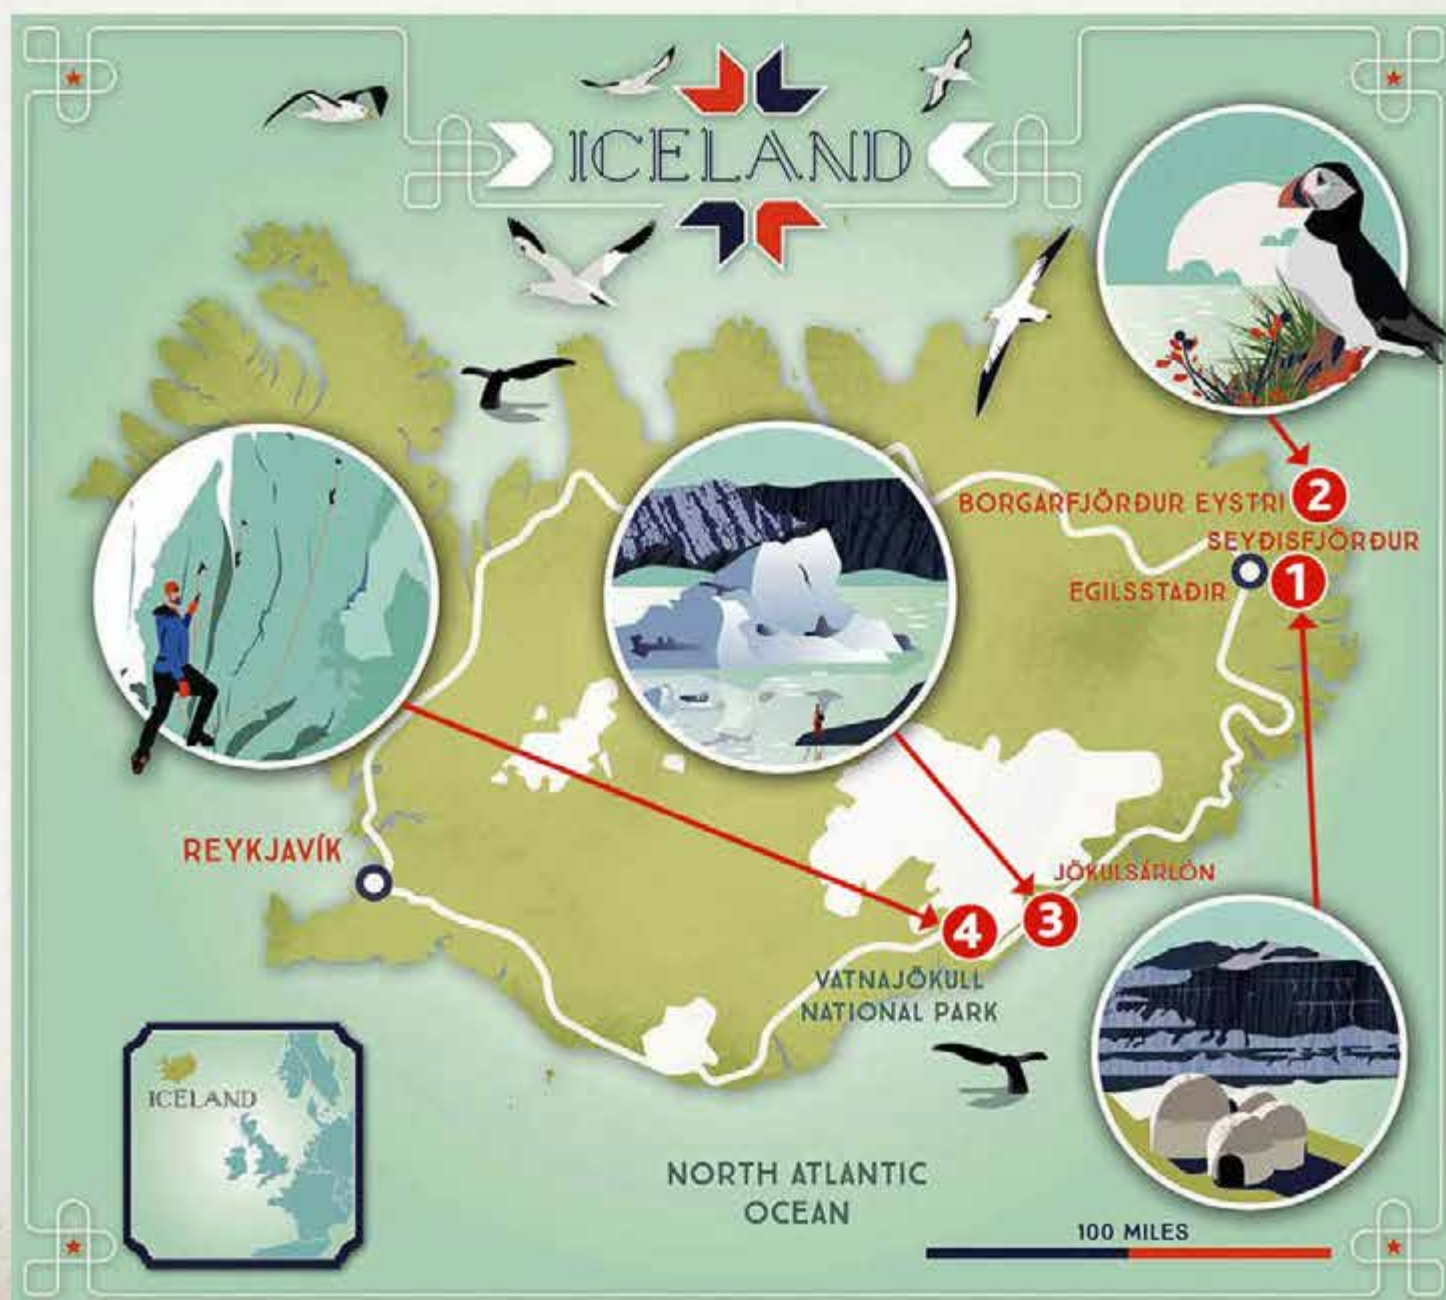 ICELAND
BORGARFJÖRÐUR EYSTRI
2
SEYÐISFJÖRÐUR
EGILSSTAÐIR
1
REYKJAVÍK
JÖKULSÁRLÓN
4
3
VATNAJÖKULL
NATIONAL PARK
ICELAND
NORTH ATLANTIC
OCEAN
100 MILES